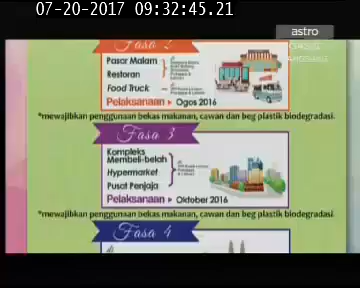 07-20-2017 09:32:45.21
astro
Fasa 2
Pasar Malam
Restoran
Food Truck
Pelaksanaan Ogos 2016
*mewajibkan penggunaan bekas makanan, cawan dan beg plastik biodegradasi.
Fasa 3
Kompleks
Membeli-belah
Hypermarket
Pusat Penjaja
Pelaksanaan Oktober 2016
*mewajibkan penggunaan bekas makanan, cawan dan beg plastik biodegradasi.
Fasa 4